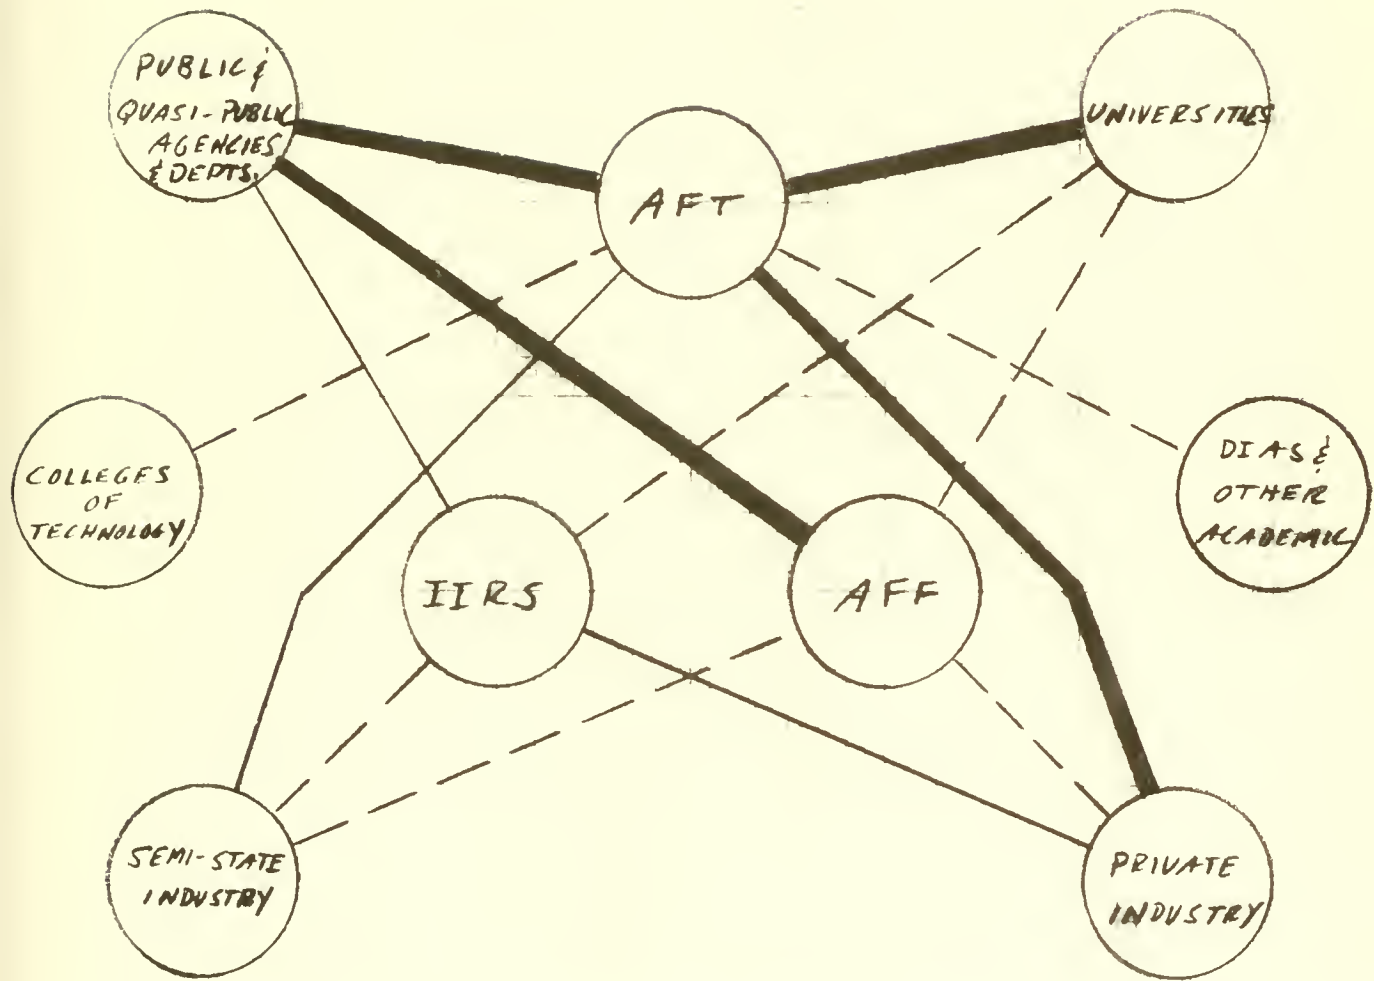 PUBLIC &
QUASI-PUBLIC
AGENCIES
& DEPTS.
UNIVERSITIES
AFT
COLLEGES
OF
TECHNOLOGY
DIAS &
OTHER
ACADEMIC
IIRS
AFF
SEMI-STATE
INDUSTRY
PRIVATE
INDUSTRY